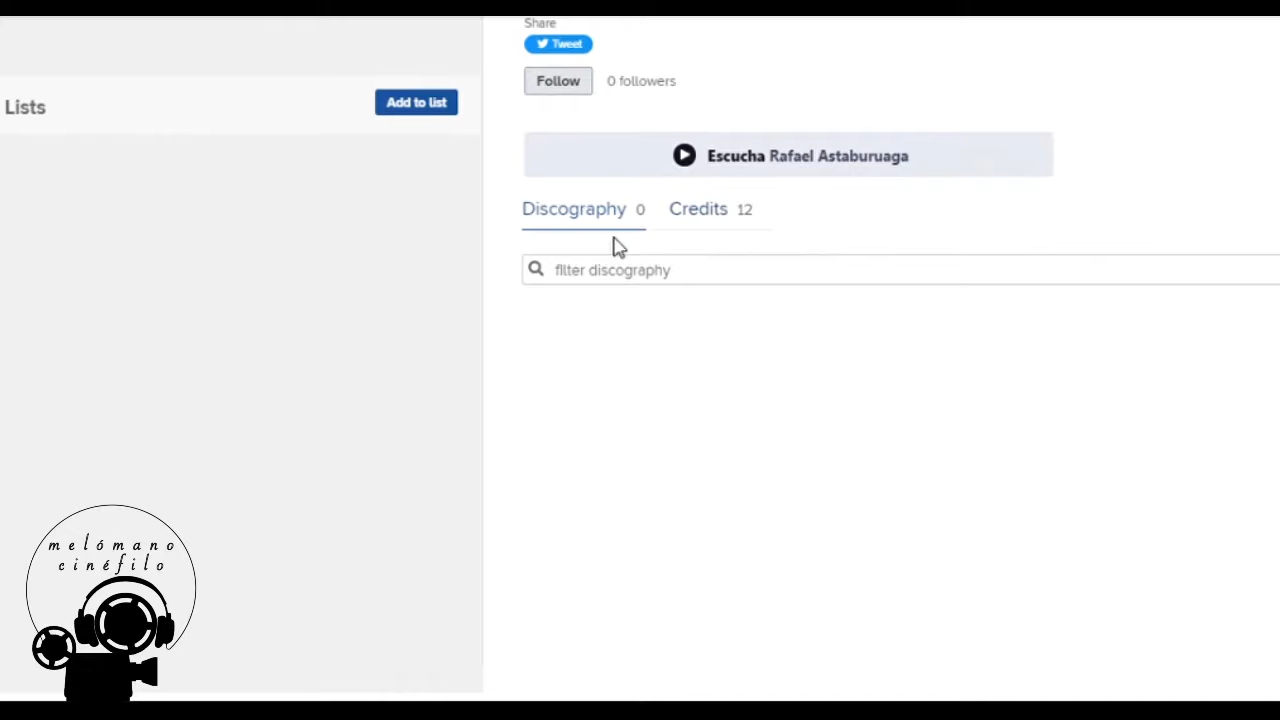 Share
Tweet
Follow 0 followers
Lists
Add to list
Escucha Rafael Astaburuaga
Discography 0 Credits 12
filter discography
melómano
cinéfilo